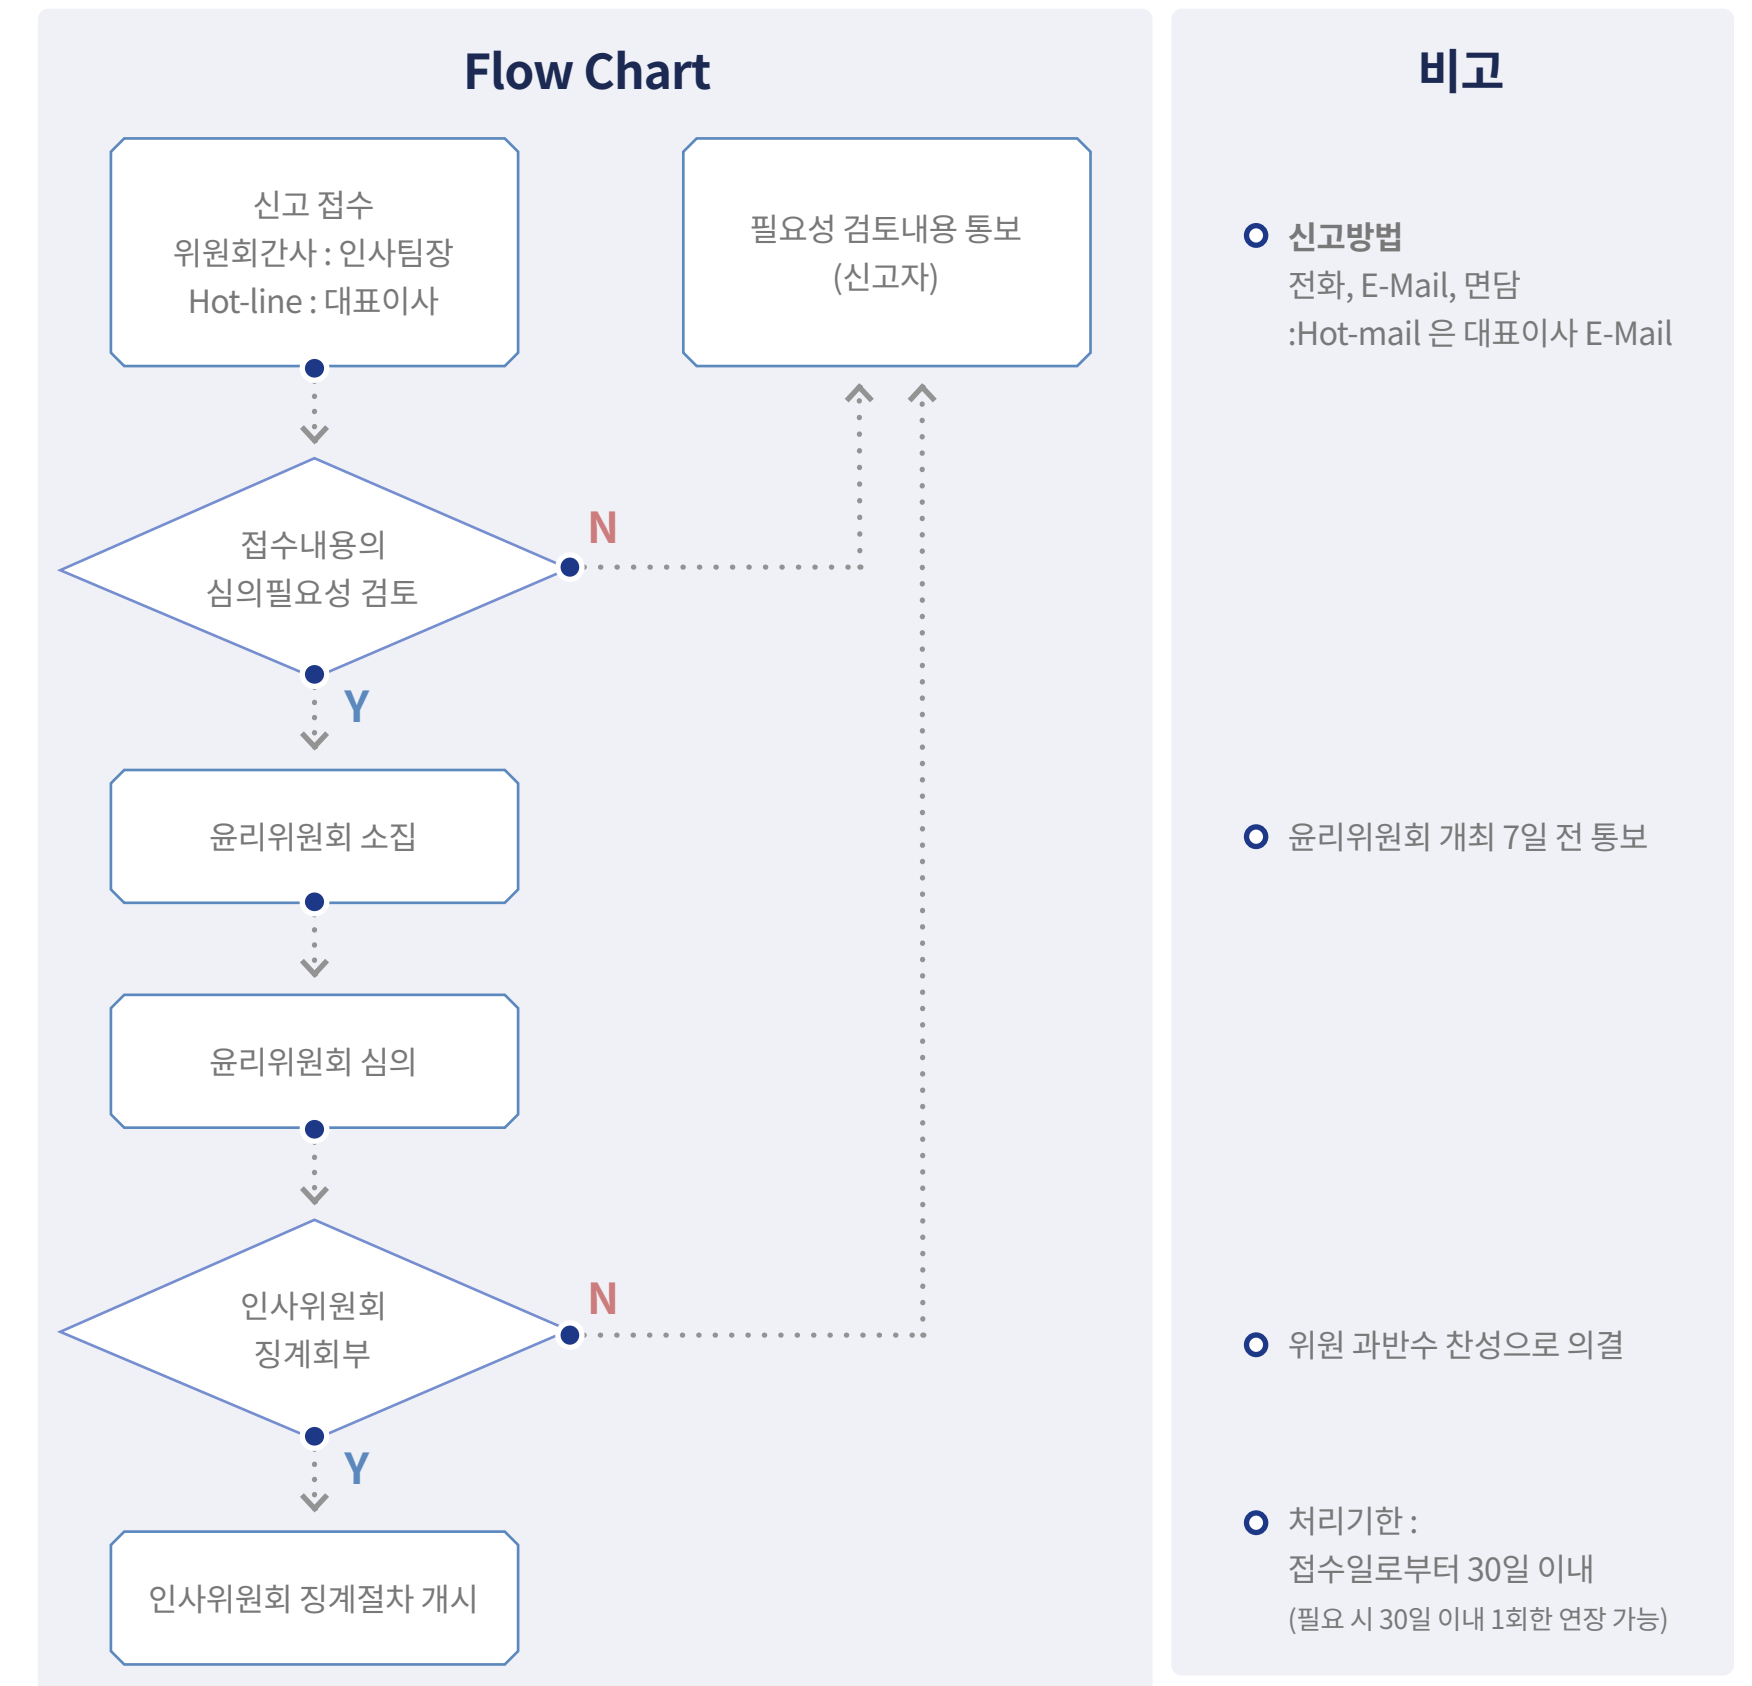 Flow Chart
신고 접수
위원회간사 : 인사팀장
Hot-line : 대표이사
필요성 검토내용 통보
(신고자)
접수내용의
심의필요성 검토
N
Y
윤리위원회 소집
윤리위원회 심의
인사위원회
징계회부
N
Y
인사위원회 징계절차 개시
비고
신고방법
전화, E-Mail, 면담
:Hot-mail 은 대표이사 E-Mail
윤리위원회 개최 7일 전 통보
위원 과반수 찬성으로 의결
처리기한 :
접수일로부터 30일 이내
(필요 시 30일 이내 1회한 연장 가능)